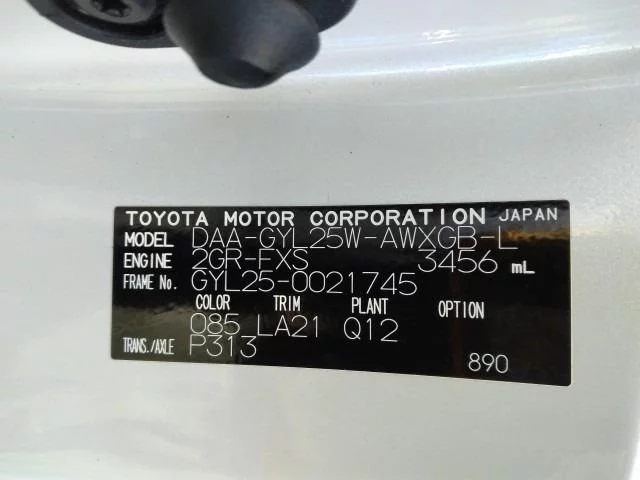 TOYOTA MOTOR CORPORATION JAPAN
MODEL DAA-GYL25W-AWXGB-L
ENGINE 2GR-FXS 3456 mL
FRAME No. GYL25-0021745
COLOR TRIM PLANT OPTION
085 LA21 Q12
TRANS./AXLE P313
890